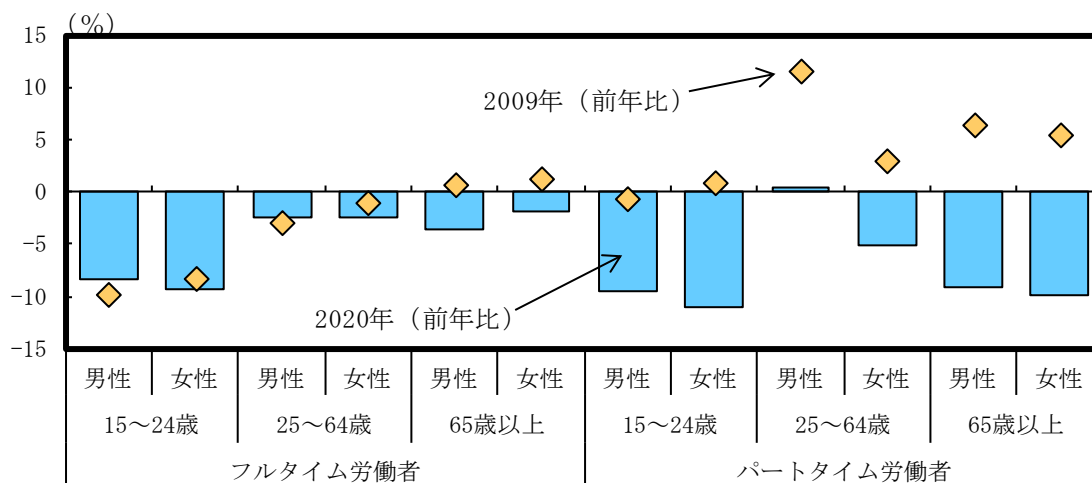 (％)
15
10
5
0
−5
−10
−15
2009年（前年比）
2020年（前年比）
男性 女性 男性 女性 男性 女性 男性 女性 男性 女性 男性 女性
15～24歳 25～64歳 65歳以上 15～24歳 25～64歳 65歳以上
フルタイム労働者 パートタイム労働者